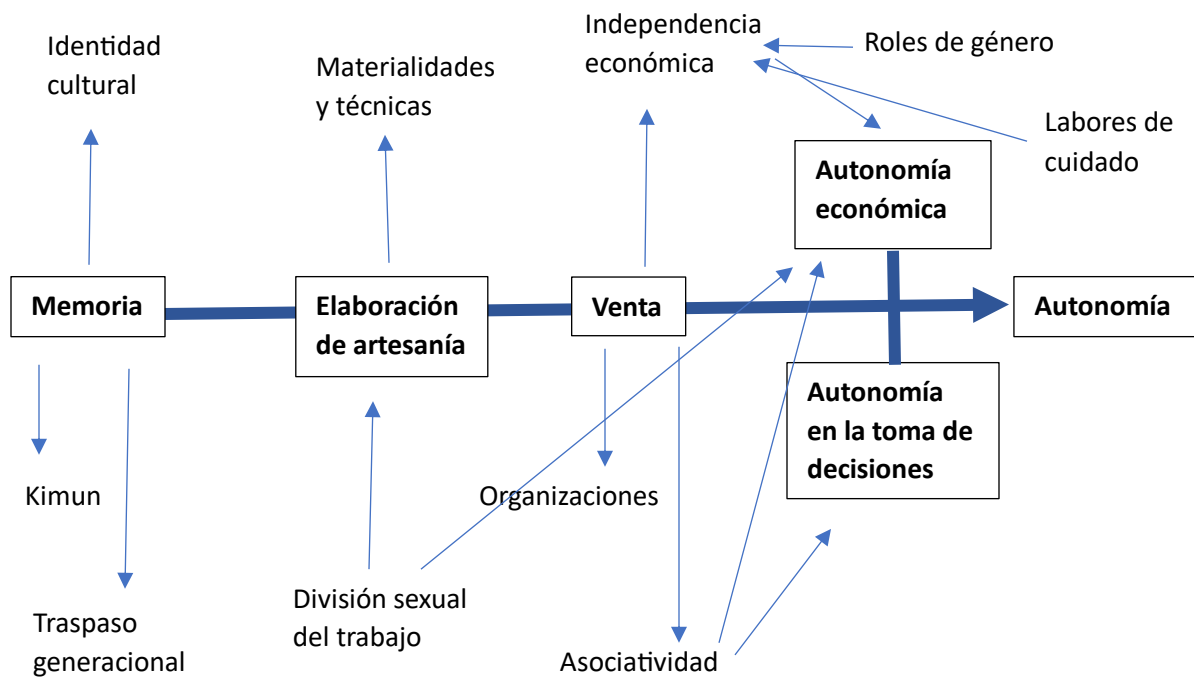 Identidad
cultural
Materialidades
y técnicas
Independencia
económica
Roles de género
Labores de
cuidado
Autonomía
económica
Memoria
Elaboración
de artesanía
Venta
Autonomía
Autonomía
en la toma de
decisiones
Kimun
Organizaciones
Traspaso
generacional
División sexual
del trabajo
Asociatividad